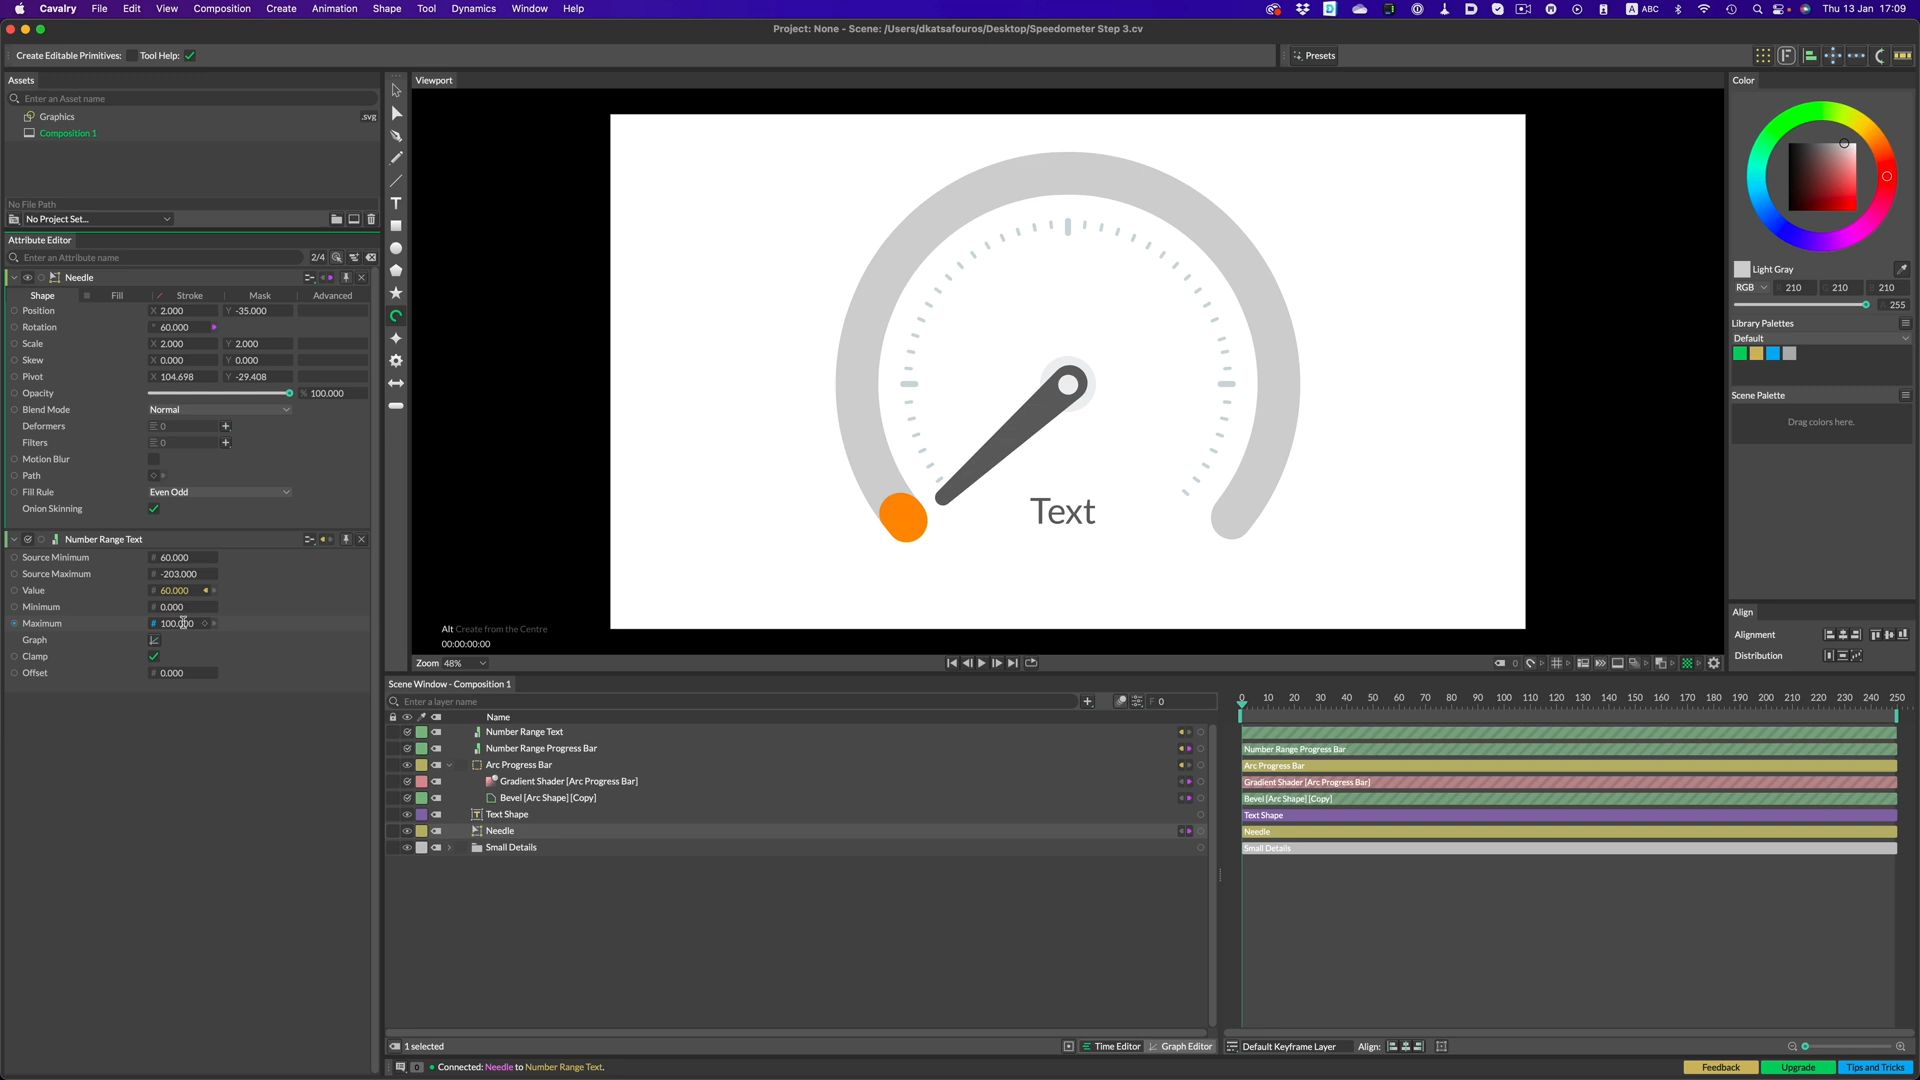 Cavalry File Edit View Composition Create Animation Shape Tool Dynamics Window Help ABC Thu 13 Jan 17:09
Project: None - Scene: /Users/dkatsafouros/Desktop/Speedometer Step 3.cv
Create Editable Primitives: Tool Help: Presets
Assets
Enter an Asset name
Graphics .svg
Composition 1
No File Path
No Project Set...
Attribute Editor
Enter an Attribute name 2/4
Needle
Shape Fill Stroke Mask Advanced
Position X 2.000 Y -35.000
Rotation ° 60.000
Scale X 2.000 Y 2.000
Skew X 0.000 Y 0.000
Pivot X 104.698 Y -29.408
Opacity % 100.000
Blend Mode Normal
Deformers 0 +
Filters 0 +
Motion Blur
Path
Fill Rule Even Odd
Onion Skinning
Number Range Text
Source Minimum # 60.000
Source Maximum # -203.000
Value # 60.000
Minimum # 0.000
Maximum # 100.000
Graph
Clamp
Offset # 0.000
Viewport
Text
Alt Create from the Centre
00:00:00:00
Zoom 48% 0
Color
Light Gray
RGB 210 210 210
255
Library Palettes
Default
Scene Palette
Drag colors here.
Align
Alignment
Distribution
Scene Window - Composition 1
Enter a layer name F 0
Name
Number Range Text
Number Range Progress Bar
Arc Progress Bar
Gradient Shader [Arc Progress Bar]
Bevel [Arc Shape] [Copy]
Text Shape
Needle
Small Details
0 10 20 30 40 50 60 70 80 90 100 110 120 130 140 150 160 170 180 190 200 210 220 230 240 250
Number Range Progress Bar
Arc Progress Bar
Gradient Shader [Arc Progress Bar]
Bevel [Arc Shape] [Copy]
Text Shape
Needle
Small Details
1 selected Time Editor Graph Editor Default Keyframe Layer Align:
0 Connected: Needle to Number Range Text. Feedback Upgrade Tips and Tricks